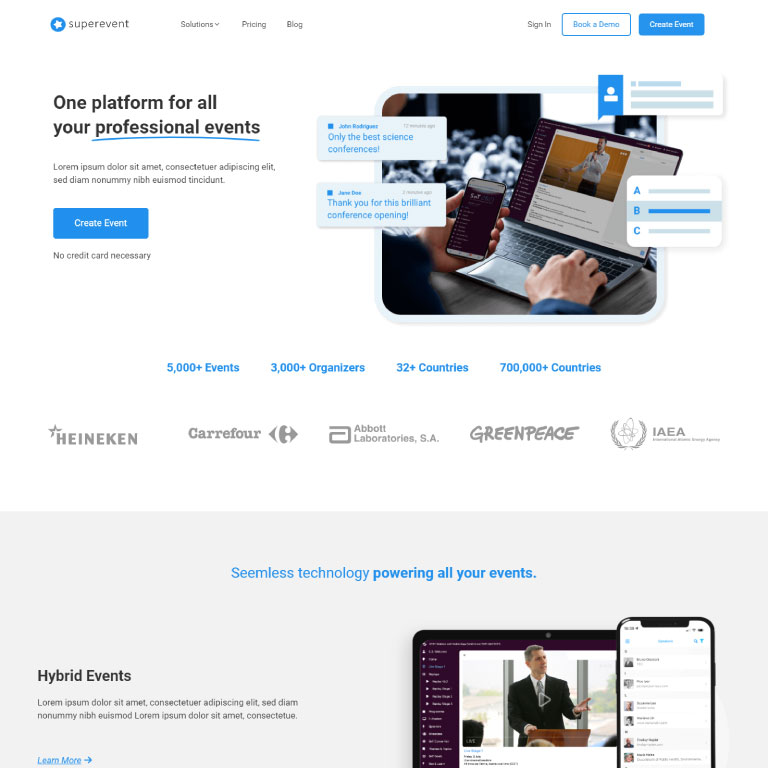 superevent
Solutions
Pricing
Blog
Sign In
Book a Demo
Create Event
One platform for all
your professional events
Lorem ipsum dolor sit amet, consectetuer adipiscing elit,
sed diam nonummy nibh euismod tincidunt.
Create Event
No credit card necessary
John Rodriguez
12 minutes ago
Only the best science
conferences!
Jane Doe
2 minutes ago
Thank you for this brilliant
conference opening!
A
B
C
5,000+ Events
3,000+ Organizers
32+ Countries
700,000+ Countries
HEINEKEN
Carrefour
Abbott
Laboratories, S.A.
GREENPEACE
IAEA
International Atomic Energy Agency
Seemless technology powering all your events.
Hybrid Events
Lorem ipsum dolor sit amet, consectetuer adipiscing elit, sed diam
nonummy nibh euismod Lorem ipsum dolor sit amet, consectetue.
Learn More
LIVE